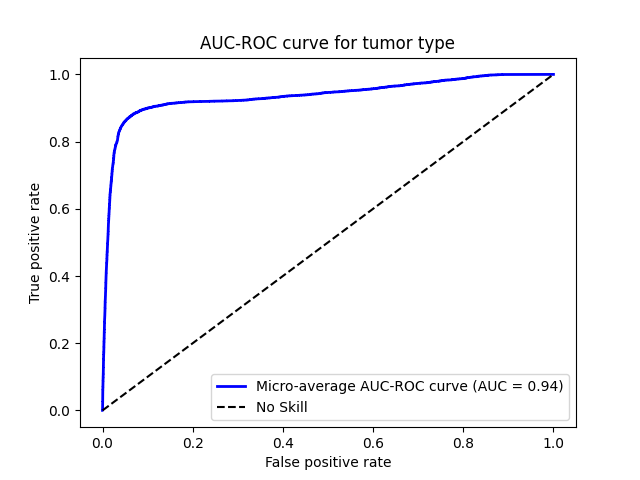 AUC-ROC curve for tumor type
1.0
0.8
0.6
0.4
0.2
0.0
True positive rate
Micro-average AUC-ROC curve (AUC = 0.94)
No Skill
0.0 0.2 0.4 0.6 0.8 1.0
False positive rate